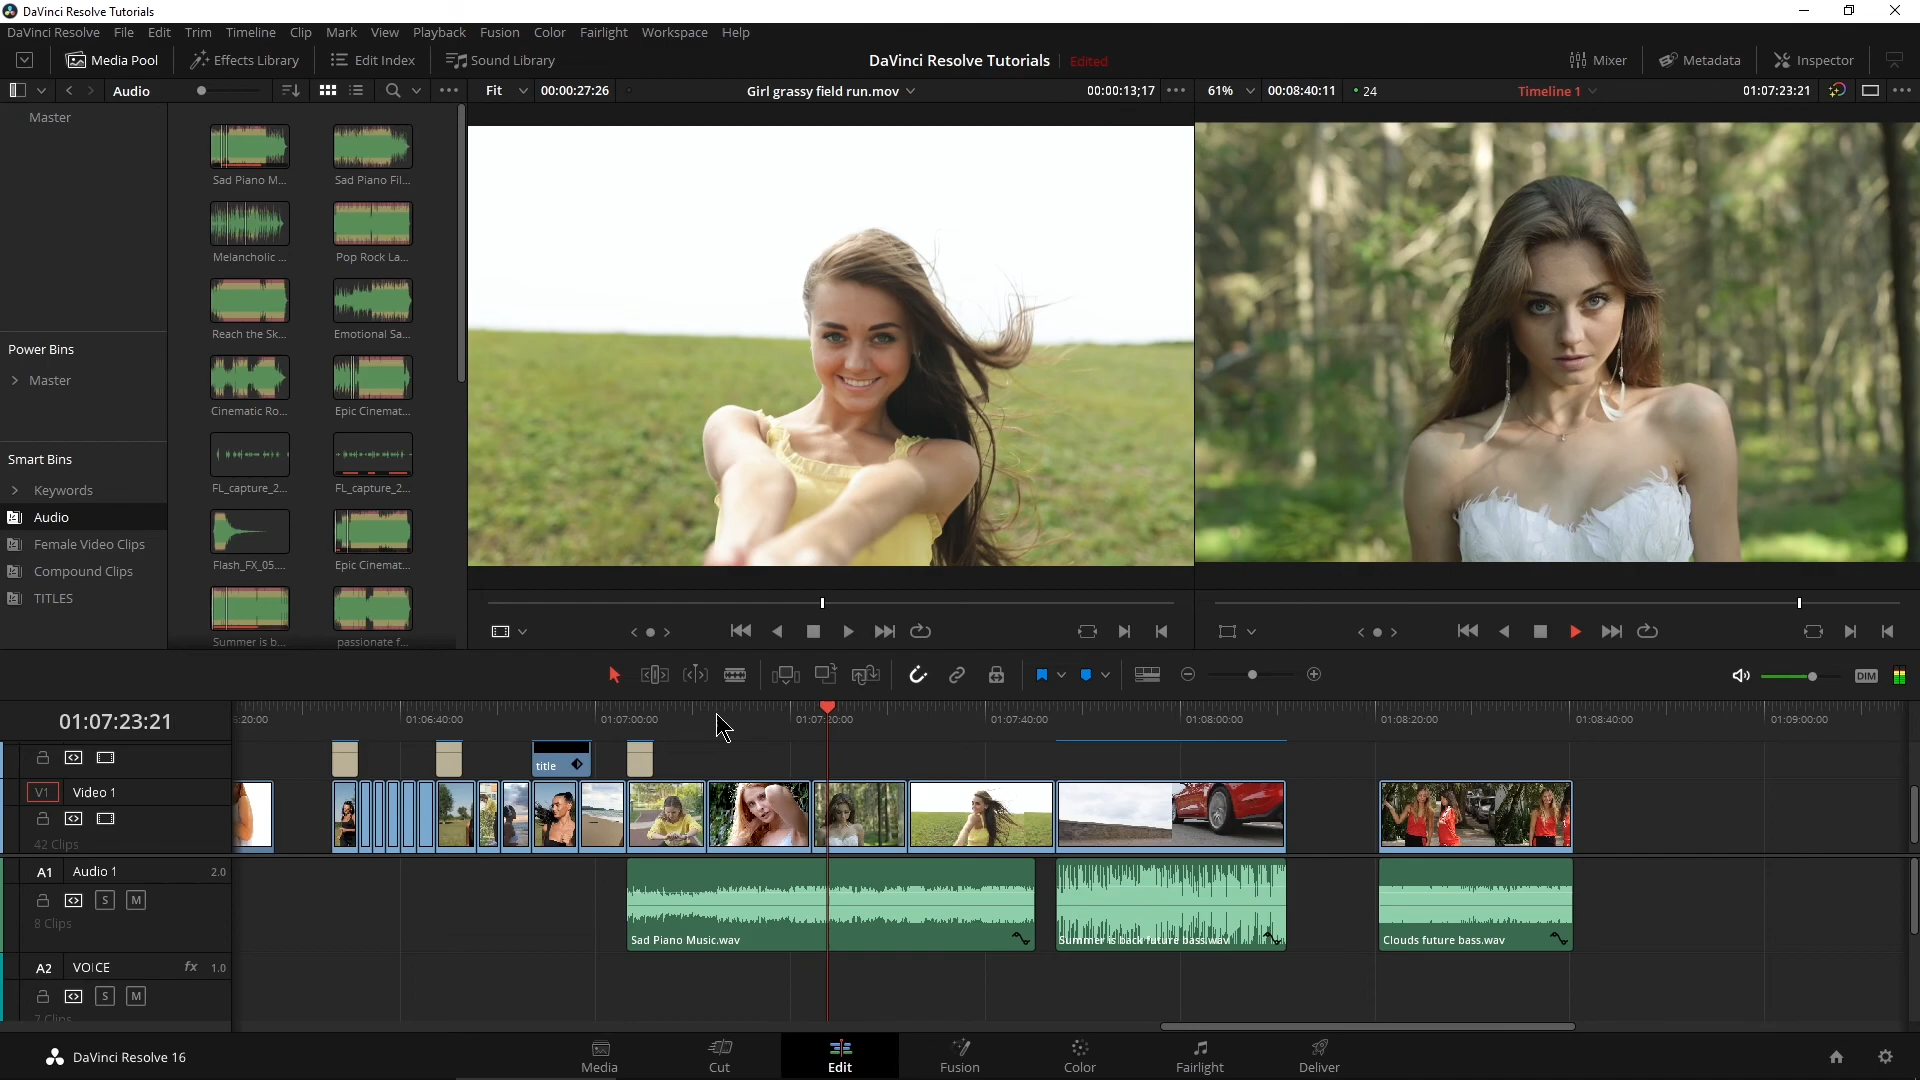 DaVinci Resolve Tutorials
DaVinci Resolve File Edit Trim Timeline Clip Mark View Playback Fusion Color Fairlight Workspace Help
Media Pool Effects Library Edit Index Sound Library DaVinci Resolve Tutorials Edited Mixer Metadata Inspector
Audio Fit 00:00:27:26 Girl grassy field run.mov 00:00:13;17 61% 00:08:40:11 24 Timeline 1 01:07:23:21
Master
Sad Piano M... Sad Piano Fil...
Melancholic ... Pop Rock La...
Reach the Sk... Emotional Sa...
Power Bins
Master
Cinematic Ro... Epic Cinemat...
Smart Bins
Keywords
FL_capture_2... FL_capture_2...
Audio
Female Video Clips
Flash_FX_05.... Epic Cinemat...
Compound Clips
TITLES
Summer is b... passionate f...
DIM
01:07:23:21
6:20:00 01:06:40:00 01:07:00:00 01:07:20:00 01:07:40:00 01:08:00:00 01:08:20:00 01:08:40:00 01:09:00:00
title
V1 Video 1
42 Clips
A1 Audio 1 2.0
S M
8 Clips
Sad Piano Music.wav Summer is back future bass.wav Clouds future bass.wav
A2 VOICE fx 1.0
S M
7 Clips
DaVinci Resolve 16
Media Cut Edit Fusion Color Fairlight Deliver